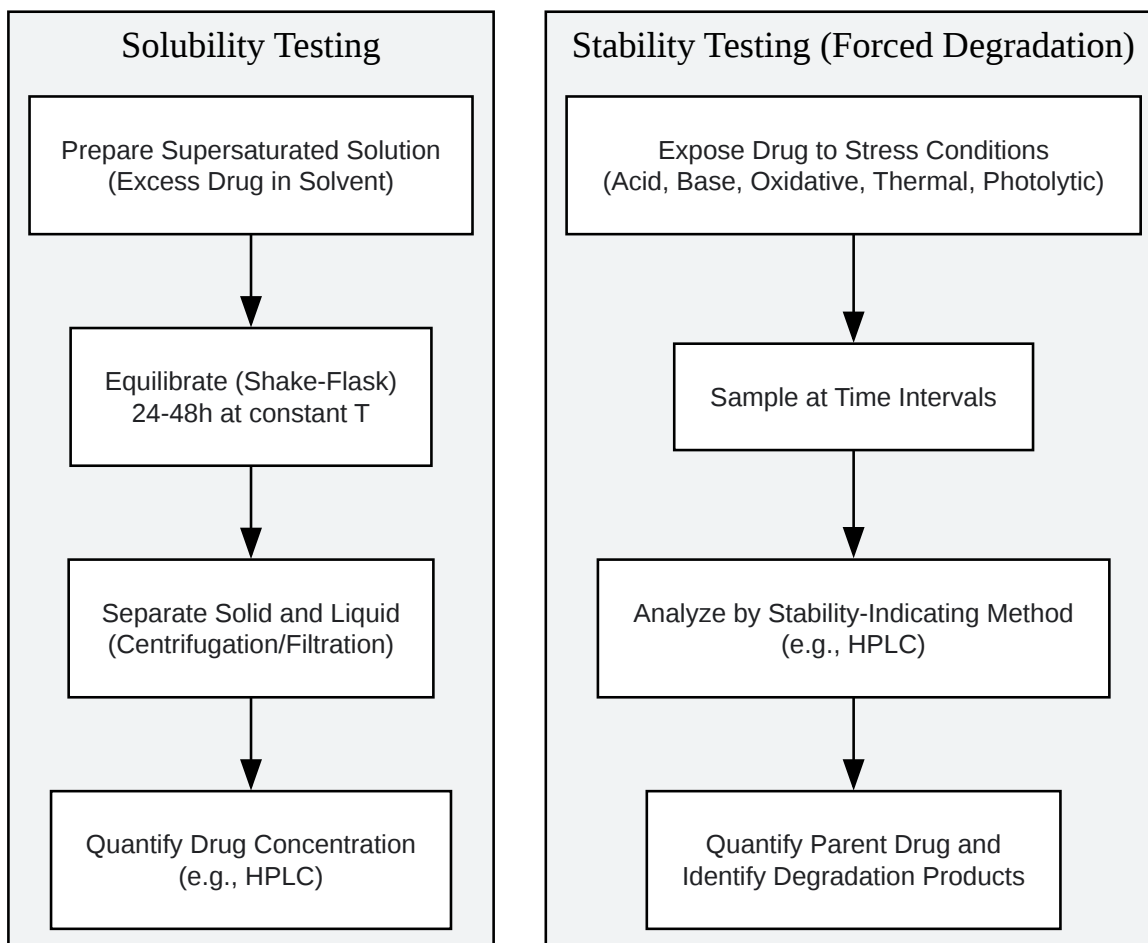 Solubility Testing
Prepare Supersaturated Solution
(Excess Drug in Solvent)
Equilibrate (Shake-Flask)
24-48h at constant T
Separate Solid and Liquid
(Centrifugation/Filtration)
Quantify Drug Concentration
(e.g., HPLC)
Stability Testing (Forced Degradation)
Expose Drug to Stress Conditions
(Acid, Base, Oxidative, Thermal, Photolytic)
Sample at Time Intervals
Analyze by Stability-Indicating Method
(e.g., HPLC)
Quantify Parent Drug and
Identify Degradation Products